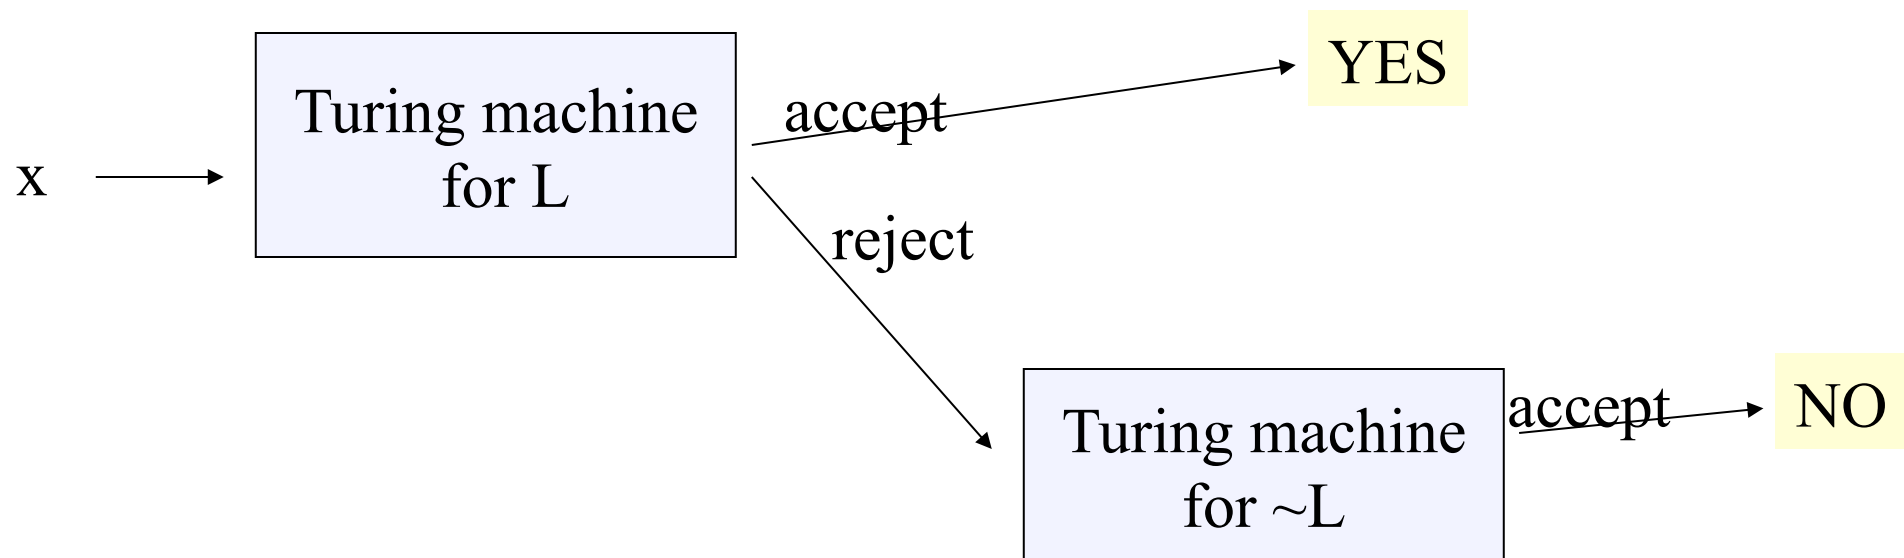 YES
Turing machine
for L
accept
x
reject
Turing machine
for ~L
accept
NO